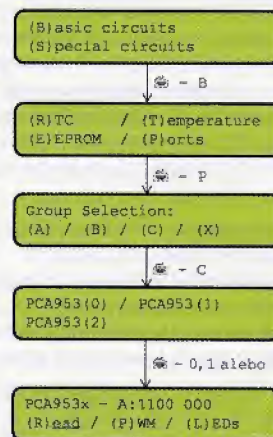 (B)asic circuits
(S)pecial circuits
- B
(R)TC / (T)emperature
(E)EPROM / (P)orts
- P
Group Selection:
(A) / (B) / (C) / (X)
- C
PCA953(0) / PCA953(1)
PCA953(2)
- 0,1 alebo
PCA953x - A:1100 000
(R)ead / (P)WM / (L)EDs